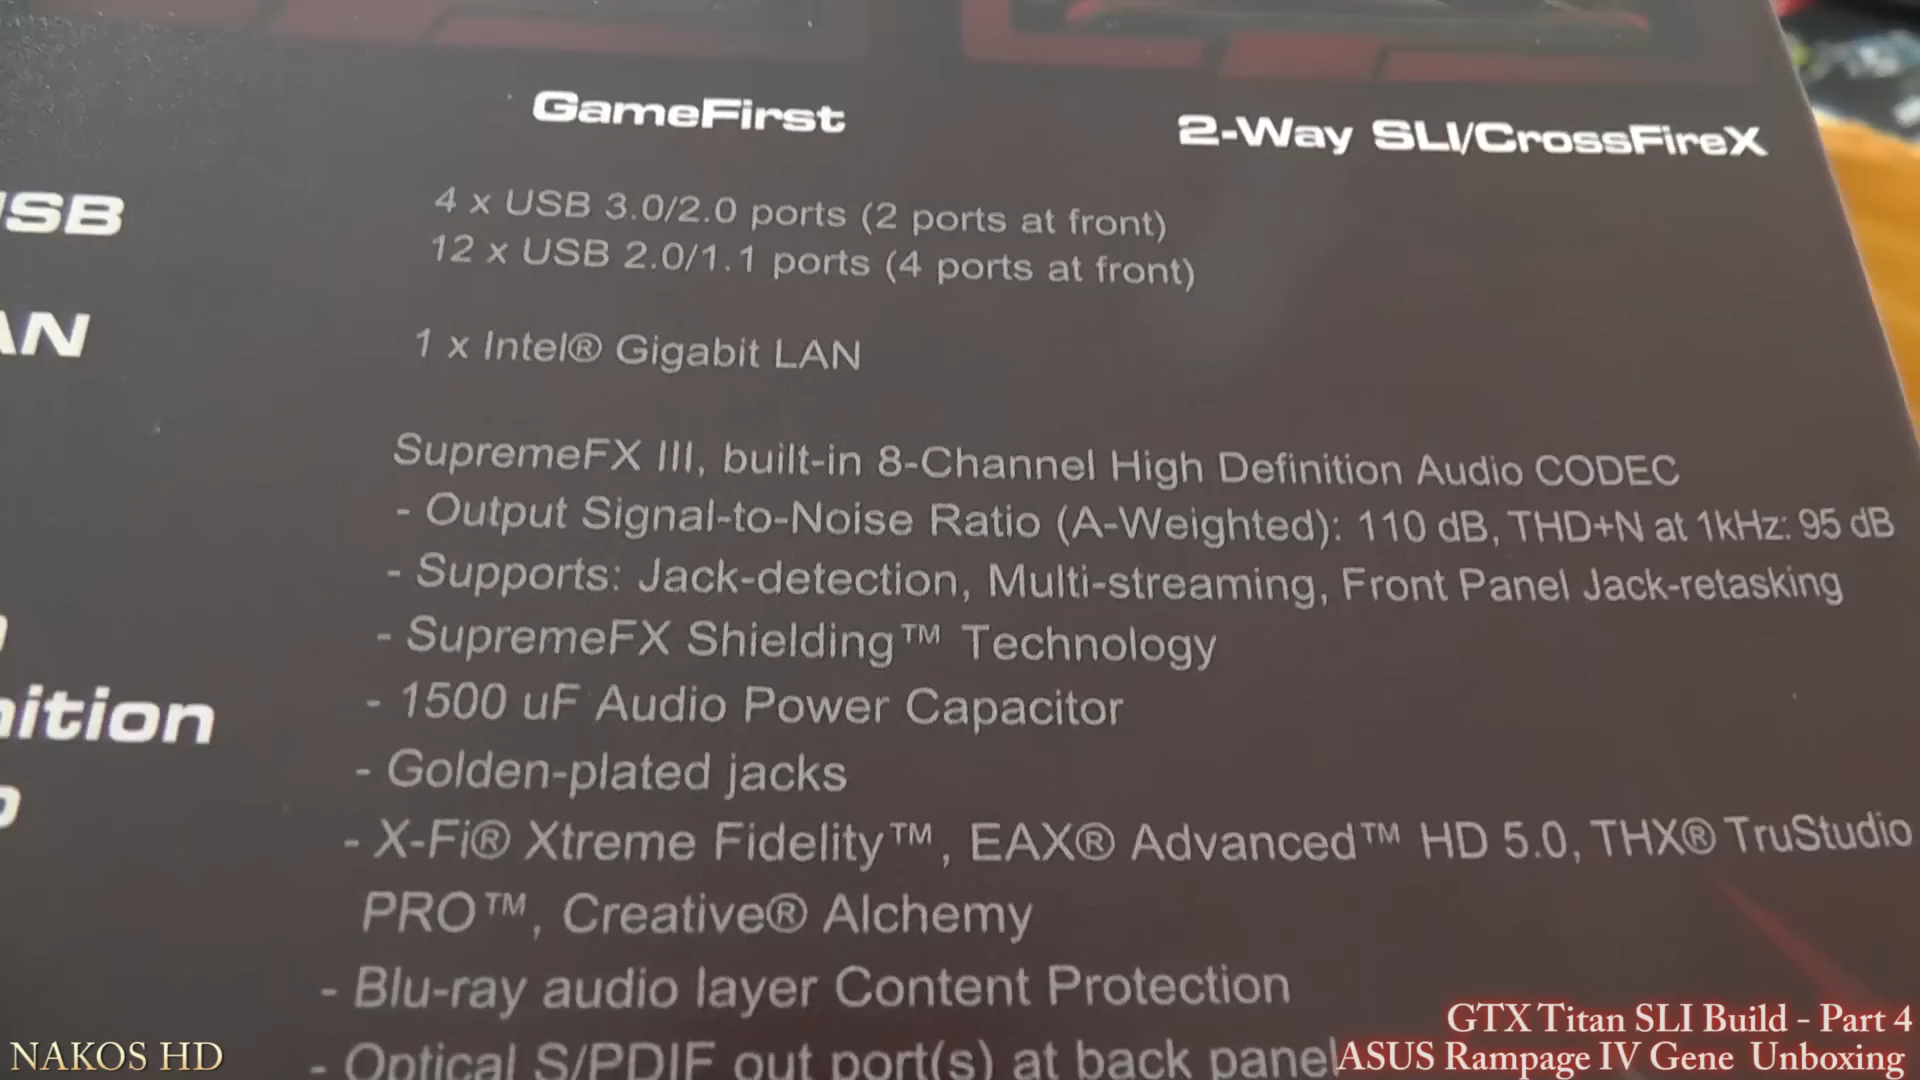 GameFirst
2-Way SLI/CrossFireX
4 x USB 3.0/2.0 ports (2 ports at front)
12 x USB 2.0/1.1 ports (4 ports at front)
1 x Intel® Gigabit LAN
SupremeFX III, built-in 8-Channel High Definition Audio CODEC
- Output Signal-to-Noise Ratio (A-Weighted): 110 dB, THD+N at 1kHz: 95 dB
- Supports: Jack-detection, Multi-streaming, Front Panel Jack-retasking
- SupremeFX Shielding™ Technology
- 1500 uF Audio Power Capacitor
- Golden-plated jacks
- X-Fi® Xtreme Fidelity™, EAX® Advanced™ HD 5.0, THX® TruStudio
PRO™, Creative® Alchemy
- Blu-ray audio layer Content Protection
- Optical S/PDIF out port(s) at back panel
GTX Titan SLI Build - Part 4
ASUS Rampage IV Gene Unboxing
NAKOS HD